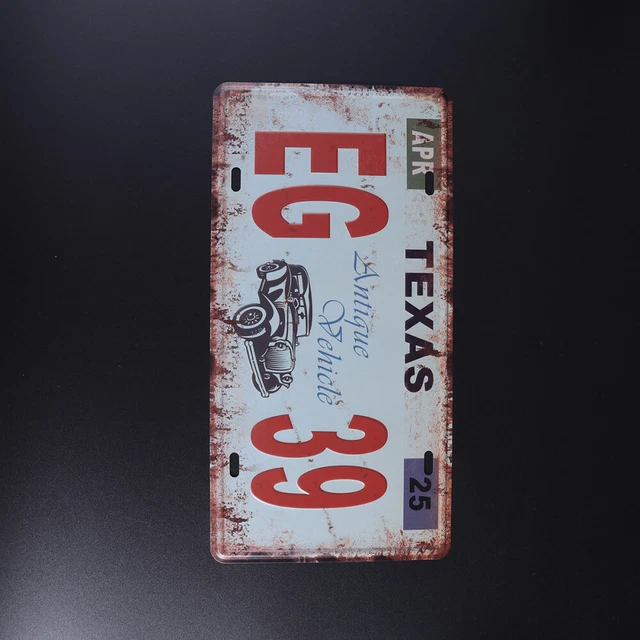 APR TEXAS 25
Antique
Vehicle
EG 39